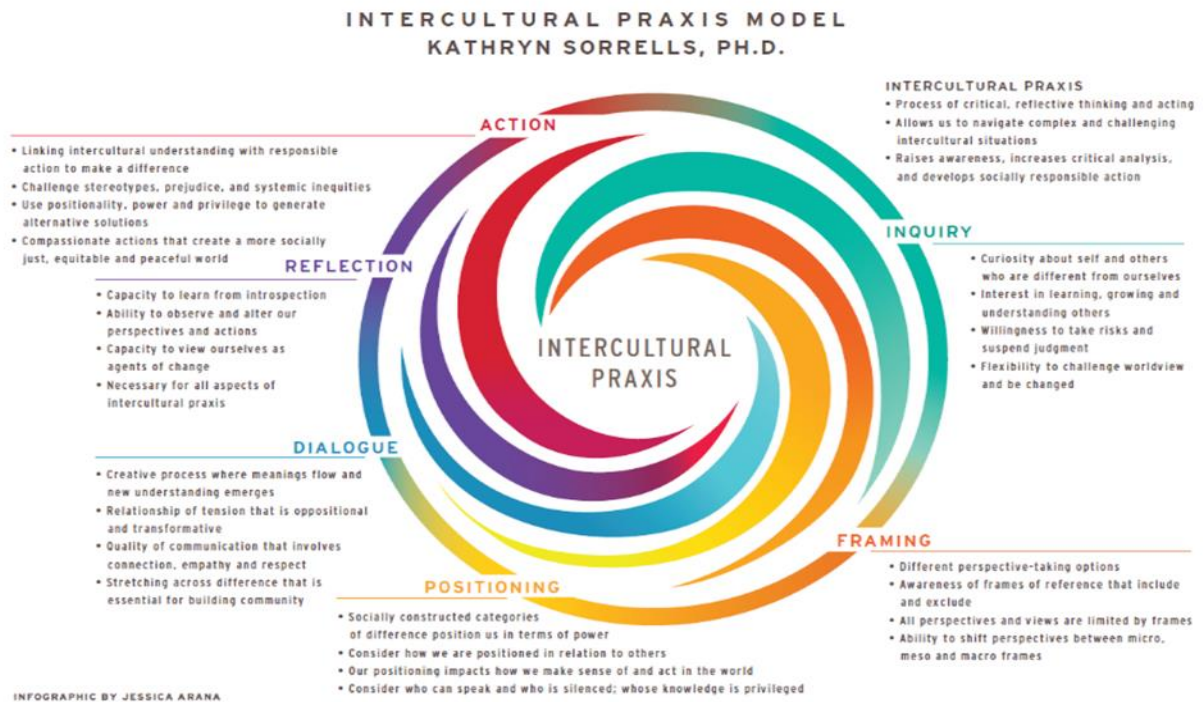 INTERCULTURAL PRAXIS MODEL
KATHRYN SORRELLS, PH.D.
INTERCULTURAL PRAXIS
• Process of critical, reflective thinking and acting
• Allows us to navigate complex and challenging
intercultural situations
• Raises awareness, increases critical analysis,
and develops socially responsible action
INQUIRY
• Curiosity about self and others
who are different from ourselves
• Interest in learning, growing and
understanding others
• Willingness to take risks and
suspend judgment
• Flexibility to challenge worldview
and be changed
FRAMING
• Different perspective-taking options
• Awareness of frames of reference that include
and exclude
• All perspectives and views are limited by frames
• Ability to shift perspectives between micro,
meso and macro frames
POSITIONING
• Socially constructed categories
of difference position us in terms of power
• Consider how we are positioned in relation to others
• Our positioning impacts how we make sense of and act in the world
• Consider who can speak and who is silenced; whose knowledge is privileged
DIALOGUE
• Creative process where meanings flow and
new understanding emerges
• Relationship of tension that is oppositional
and transformative
• Quality of communication that involves
connection, empathy and respect
• Stretching across difference that is
essential for building community
REFLECTION
• Capacity to learn from introspection
• Ability to observe and alter our
perspectives and actions
• Capacity to view ourselves as
agents of change
• Necessary for all aspects of
intercultural praxis
ACTION
• Linking intercultural understanding with responsible
action to make a difference
• Challenge stereotypes, prejudice, and systemic inequities
• Use positionality, power and privilege to generate
alternative solutions
• Compassionate actions that create a more socially
just, equitable and peaceful world
INTERCULTURAL
PRAXIS
INFOGRAPHIC BY JESSICA ARANA